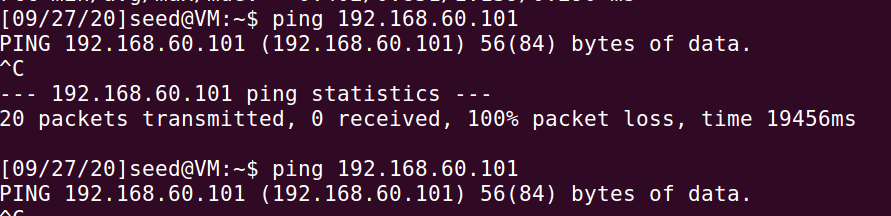 [09/27/20]seed@VM:~$ ping 192.168.60.101
PING 192.168.60.101 (192.168.60.101) 56(84) bytes of data.
^C
--- 192.168.60.101 ping statistics ---
20 packets transmitted, 0 received, 100% packet loss, time 19456ms
[09/27/20]seed@VM:~$ ping 192.168.60.101
PING 192.168.60.101 (192.168.60.101) 56(84) bytes of data.
^C